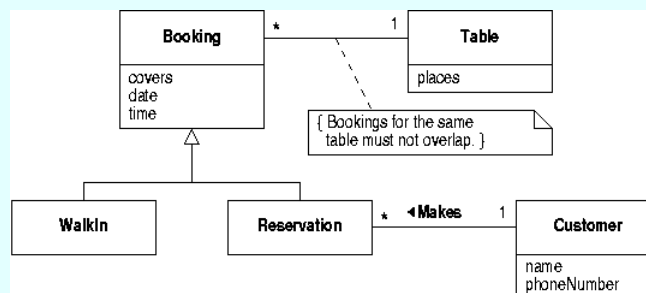 Booking
* 1
Table
covers
date
time
places
{ Bookings for the same
table must not overlap. }
WalkIn
Reservation
* ◄Makes 1
Customer
name
phoneNumber